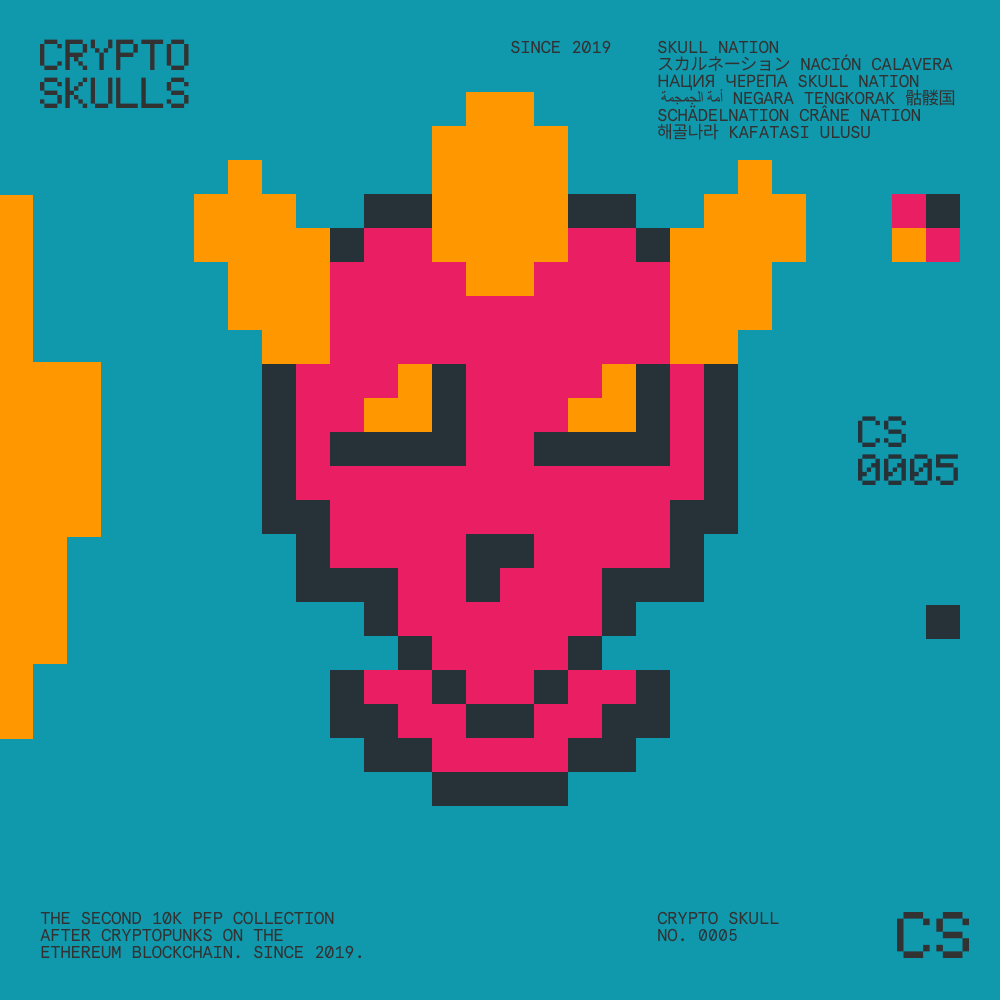 CRYPTO
SKULLS
SINCE 2019
SKULL NATION
スカルネーション NACIÓN CALAVERA
НАЦИЯ ЧЕРЕПА SKULL NATION
أمة الجمجمة NEGARA TENGKORAK 骷髅国
SCHÄDELNATION CRÂNE NATION
해골나라 KAFATASI ULUSU
CS
0005
THE SECOND 10K PFP COLLECTION
AFTER CRYPTOPUNKS ON THE
ETHEREUM BLOCKCHAIN. SINCE 2019.
CRYPTO SKULL
NO. 0005
CS